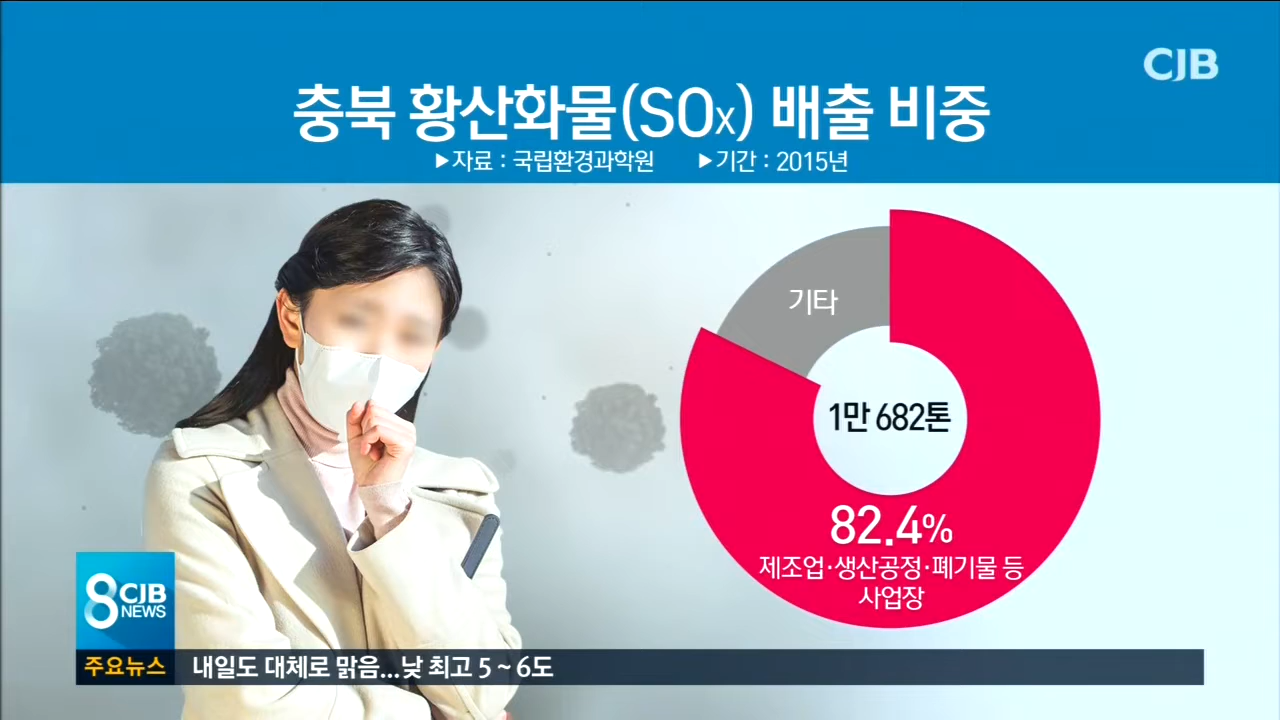 CJB
충북 황산화물(SOx) 배출 비중
▶자료 : 국립환경과학원 ▶기간 : 2015년
기타
1만 682톤
82.4%
제조업·생산공정·폐기물 등
사업장
8 CJB NEWS
주요뉴스 내일도 대체로 맑음...낮 최고 5~6도